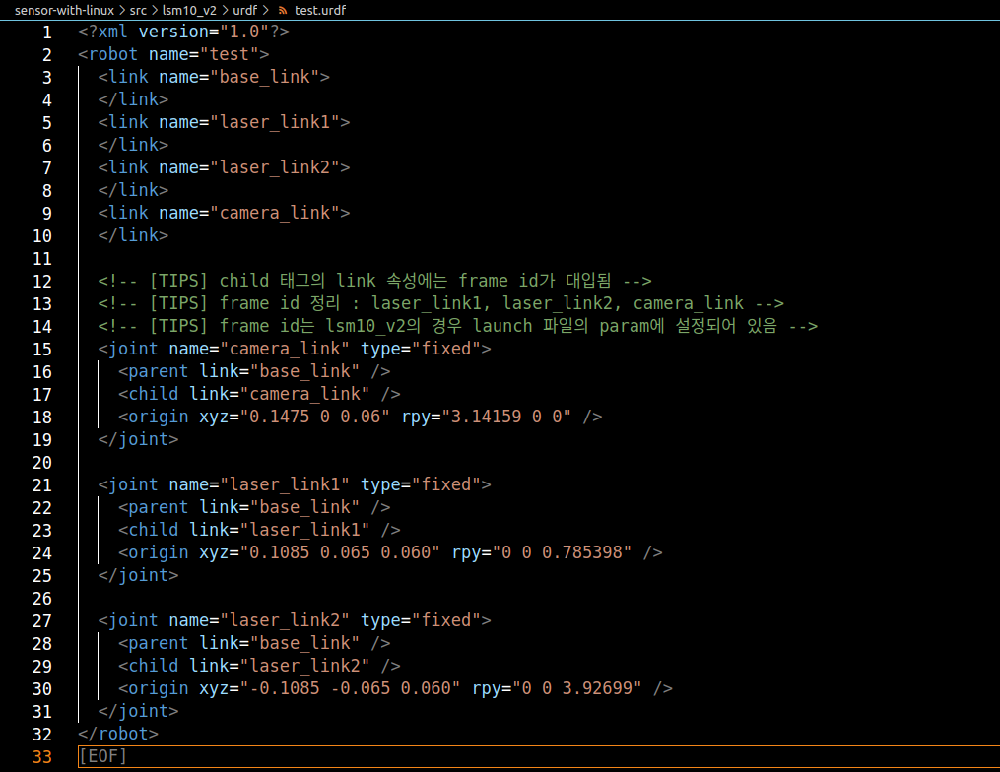 sensor-with-linux > src > lsm10_v2 > urdf > test.urdf
1 <?xml version="1.0"?>
2 <robot name="test">
3 <link name="base_link">
4 </link>
5 <link name="laser_link1">
6 </link>
7 <link name="laser_link2">
8 </link>
9 <link name="camera_link">
10 </link>
11
12 <!-- [TIPS] child 태그의 link 속성에는 frame_id가 대입됨 -->
13 <!-- [TIPS] frame id 정리 : laser_link1, laser_link2, camera_link -->
14 <!-- [TIPS] frame id는 lsm10_v2의 경우 launch 파일의 param에 설정되어 있음 -->
15 <joint name="camera_link" type="fixed">
16 <parent link="base_link" />
17 <child link="camera_link" />
18 <origin xyz="0.1475 0 0.06" rpy="3.14159 0 0" />
19 </joint>
20
21 <joint name="laser_link1" type="fixed">
22 <parent link="base_link" />
23 <child link="laser_link1" />
24 <origin xyz="0.1085 0.065 0.060" rpy="0 0 0.785398" />
25 </joint>
26
27 <joint name="laser_link2" type="fixed">
28 <parent link="base_link" />
29 <child link="laser_link2" />
30 <origin xyz="-0.1085 -0.065 0.060" rpy="0 0 3.92699" />
31 </joint>
32 </robot>
33 [EOF]